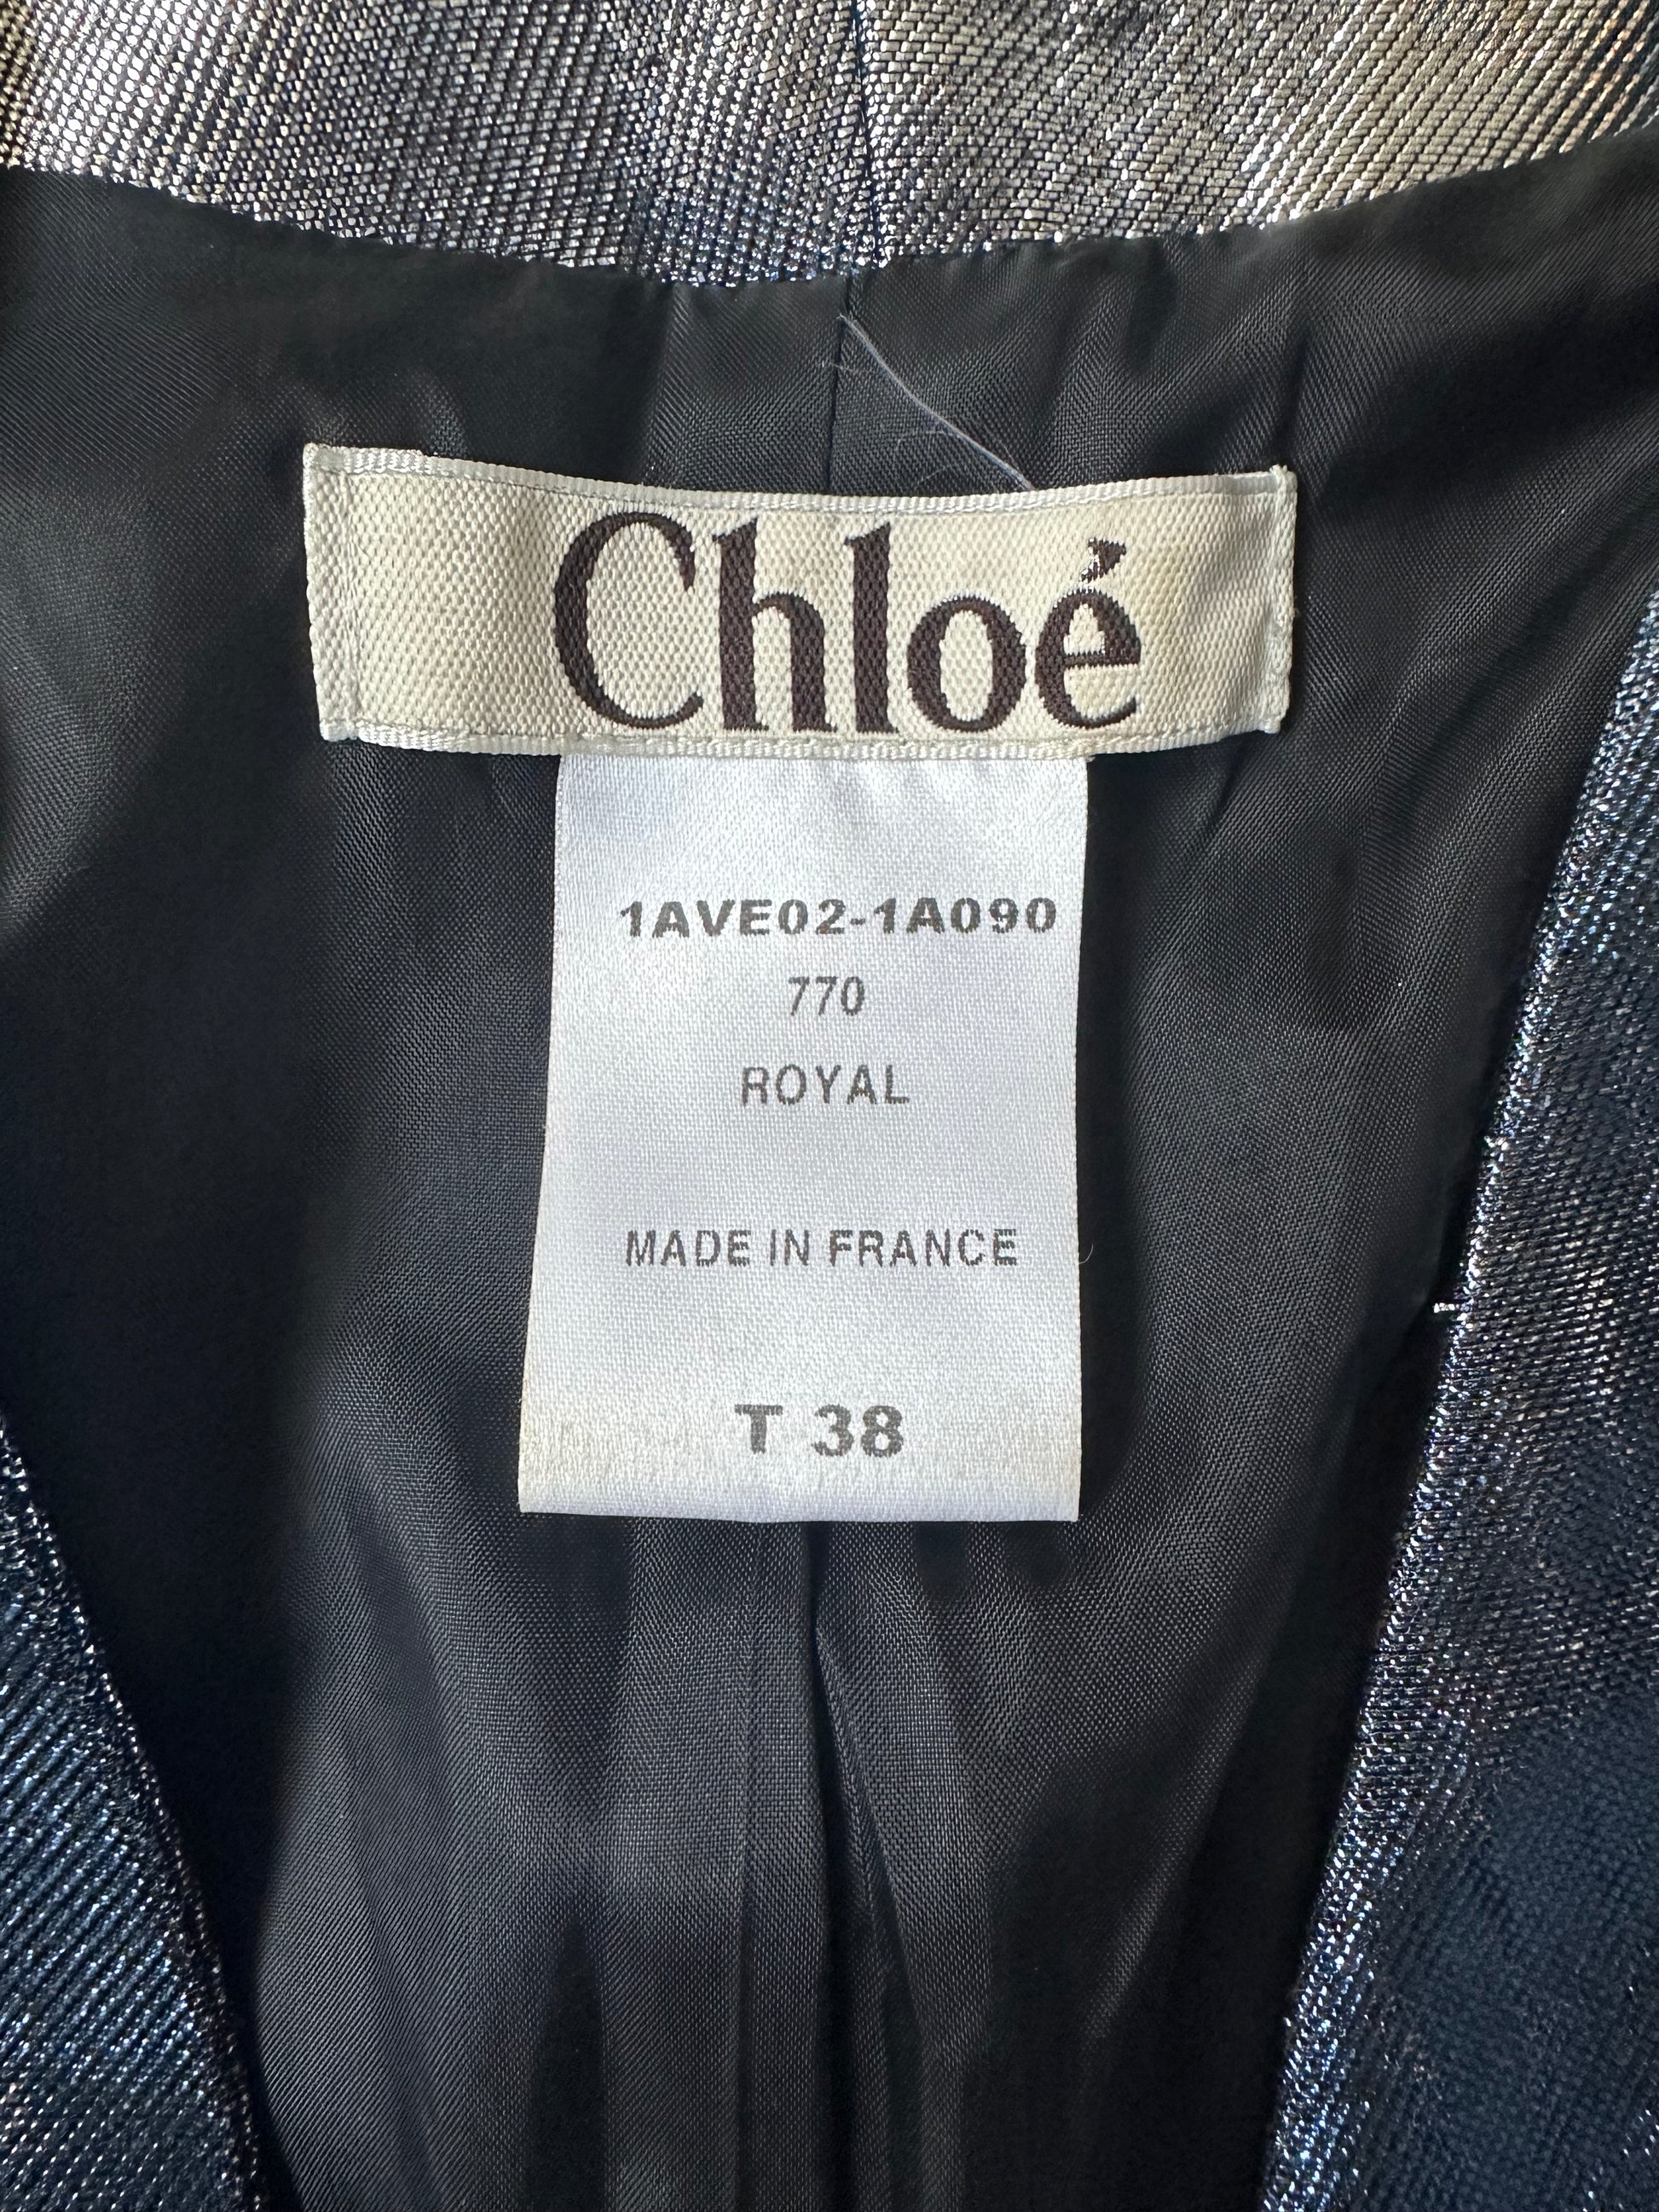 Chloé
1AVE02-1A090
770
ROYAL
MADE IN FRANCE
T 38